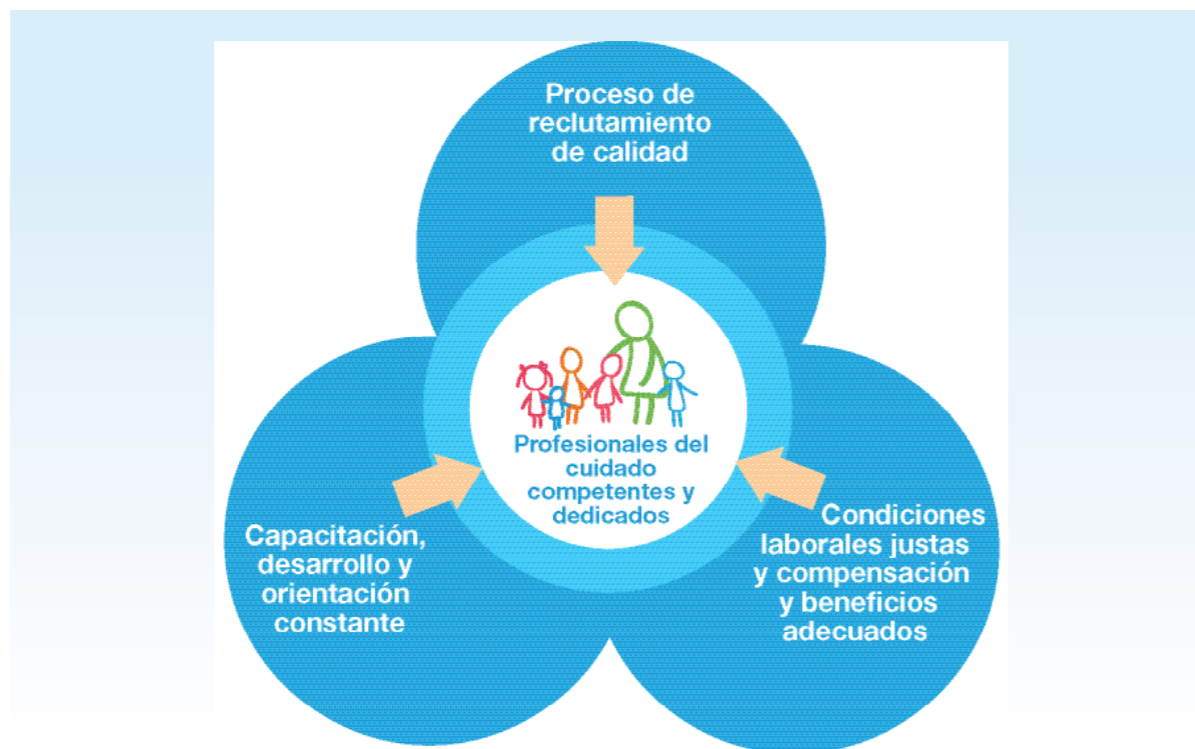 Proceso de
reclutamiento
de calidad
Profesionales del
cuidado
competentes y
dedicados
Capacitación,
desarrollo y
orientación
constante
Condiciones
laborales justas
y compensación
y beneficios
adecuados